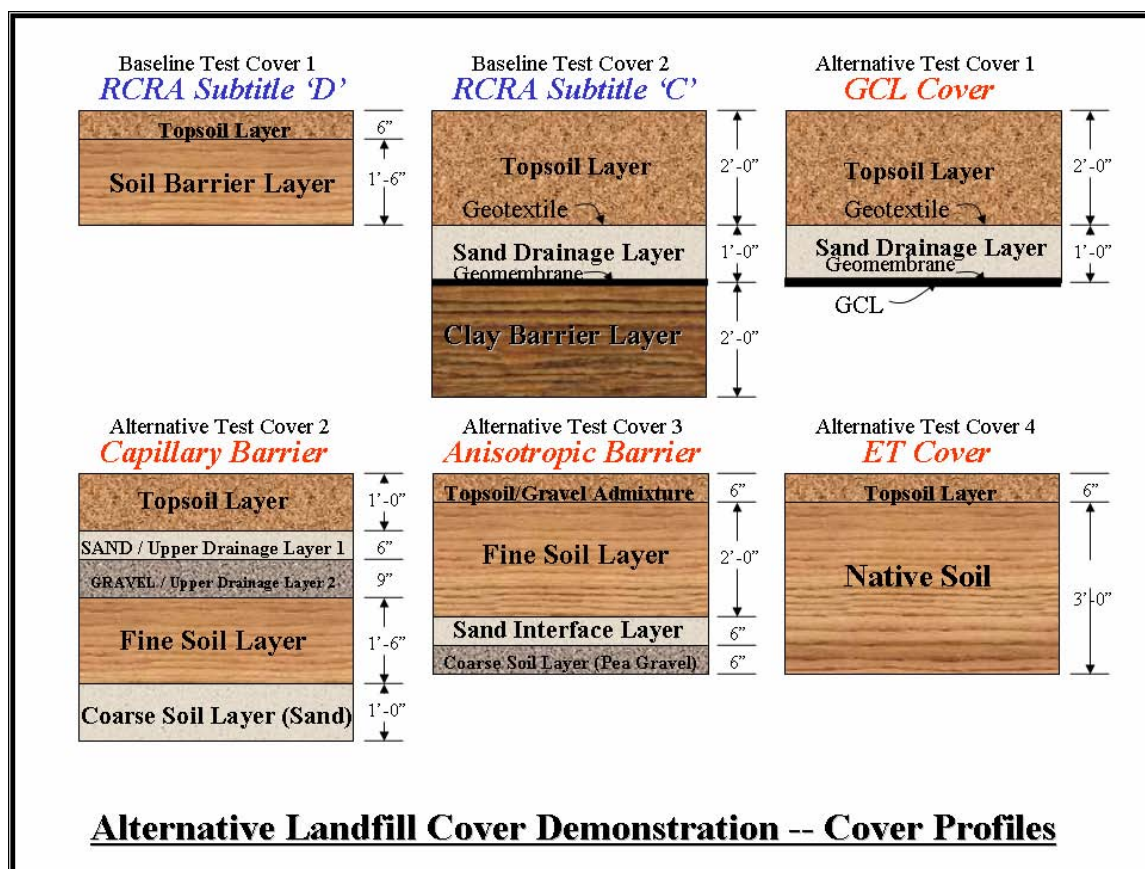 Baseline Test Cover 1
RCRA Subtitle ‘D’
Topsoil Layer
6”
Soil Barrier Layer
1’-6”
Baseline Test Cover 2
RCRA Subtitle ‘C’
Topsoil Layer
2’-0”
Geotextile
Sand Drainage Layer
1’-0”
Geomembrane
Clay Barrier Layer
2’-0”
Alternative Test Cover 1
GCL Cover
Topsoil Layer
2’-0”
Geotextile
Sand Drainage Layer
1’-0”
Geomembrane
GCL
Alternative Test Cover 2
Capillary Barrier
Topsoil Layer
1’-0”
SAND / Upper Drainage Layer 1
6”
GRAVEL / Upper Drainage Layer 2
9”
Fine Soil Layer
1’-6”
Coarse Soil Layer (Sand)
1’-0”
Alternative Test Cover 3
Anisotropic Barrier
Topsoil/Gravel Admixture
6”
Fine Soil Layer
2’-0”
Sand Interface Layer
6”
Coarse Soil Layer (Pea Gravel)
6”
Alternative Test Cover 4
ET Cover
Topsoil Layer
6”
Native Soil
3’-0”
Alternative Landfill Cover Demonstration -- Cover Profiles